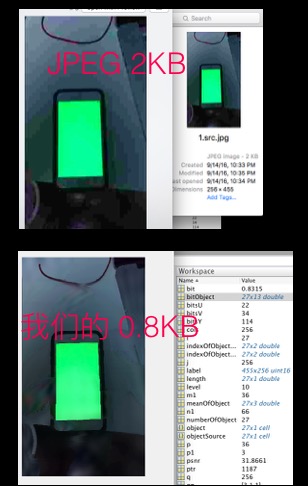 Search
JPEG 2KB
1.src.jpg
JPEG image - 2 KB
Created 9/14/16, 10:33 PM
Modified 9/14/16, 10:35 PM
opened 9/14/16, 10:34 PM
256 × 455
Add Tags...
我们的 0.8KB
Workspace
Name Value
bit 0.8315
bitObject 27x13 double
bitsU 22
bitsV 34
114
256
27
indexOfObject... 27x2 double
indexOfObject... 27x2 double
j 256
label 455x256 uint16
length 27x1 double
level 10
m1 36
meanOfObject 27x3 double
n1 66
numberOfObject 27
object 27x1 cell
objectSource 27x1 cell
p 36
p1 3
psnr 31.8661
ptr 1187
q 256